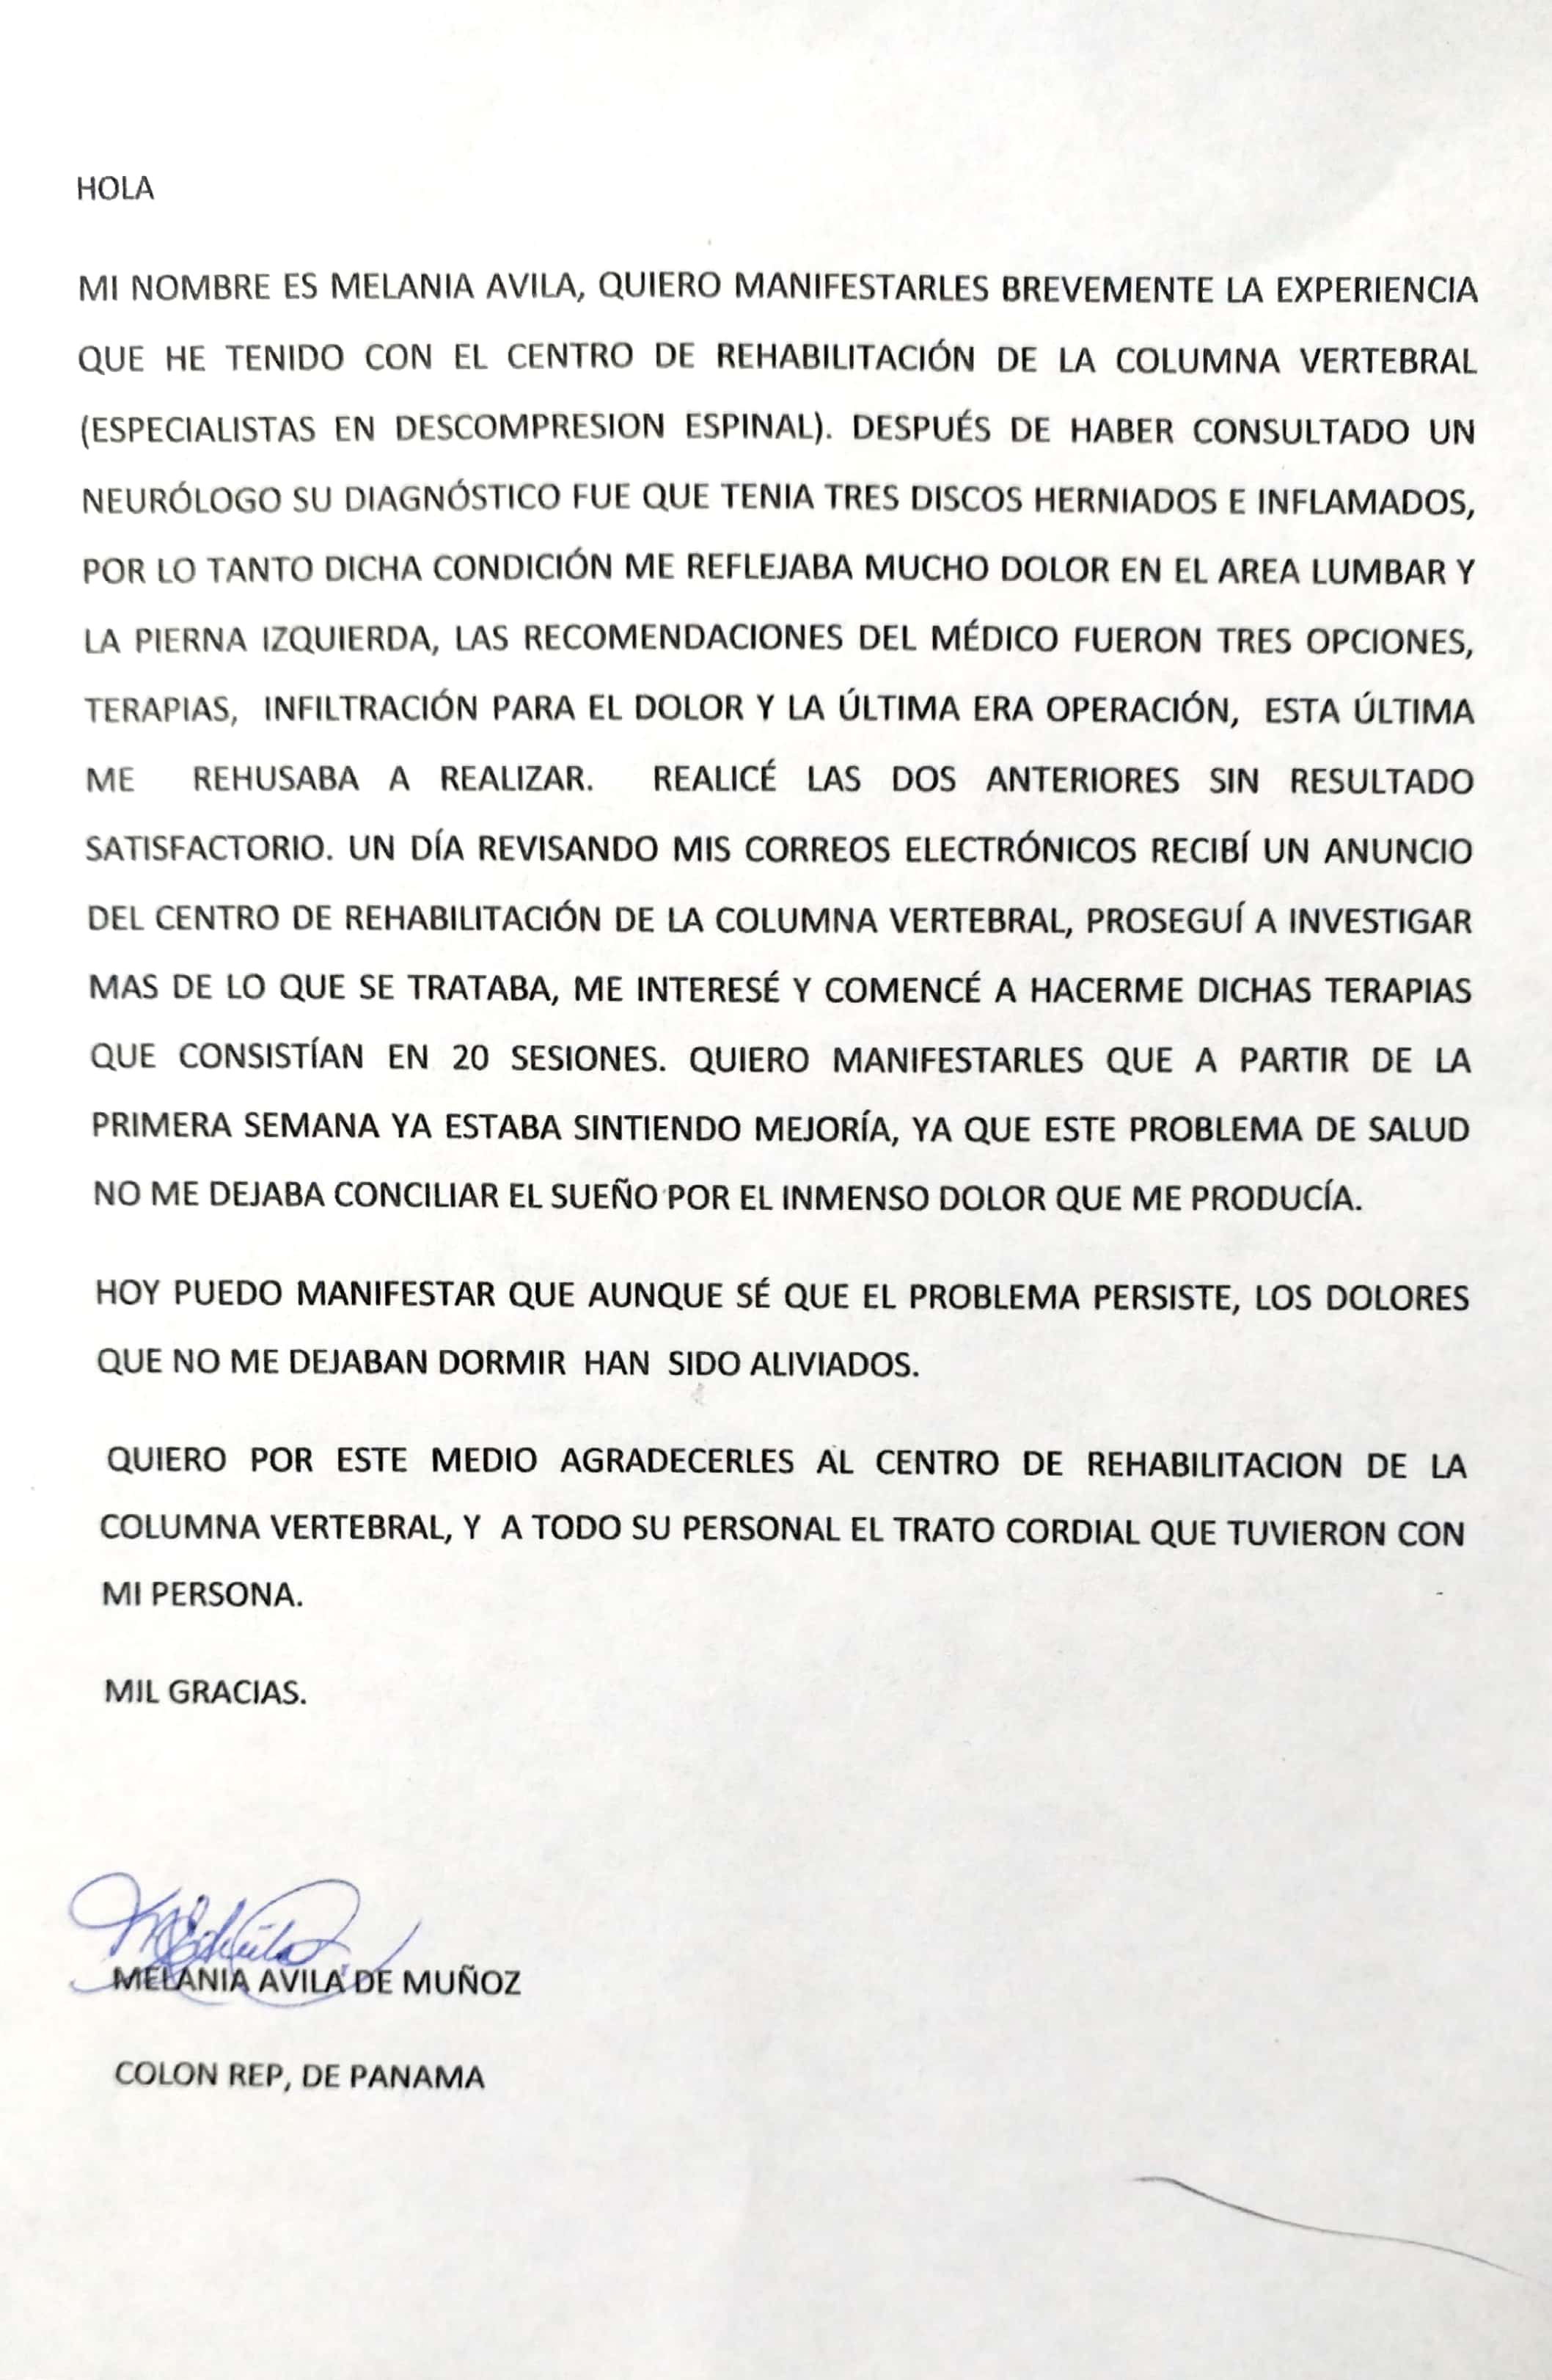 HOLA
MI NOMBRE ES MELANIA AVILA, QUIERO MANIFESTARLES BREVEMENTE LA EXPERIENCIA
QUE HE TENIDO CON EL CENTRO DE REHABILITACIÓN DE LA COLUMNA VERTEBRAL
(ESPECIALISTAS EN DESCOMPRESION ESPINAL). DESPUÉS DE HABER CONSULTADO UN
NEURÓLOGO SU DIAGNÓSTICO FUE QUE TENIA TRES DISCOS HERNIADOS E INFLAMADOS,
POR LO TANTO DICHA CONDICIÓN ME REFLEJABA MUCHO DOLOR EN EL AREA LUMBAR Y
LA PIERNA IZQUIERDA, LAS RECOMENDACIONES DEL MÉDICO FUERON TRES OPCIONES,
TERAPIAS, INFILTRACIÓN PARA EL DOLOR Y LA ÚLTIMA ERA OPERACIÓN, ESTA ÚLTIMA
ME REHUSABA A REALIZAR. REALICÉ LAS DOS ANTERIORES SIN RESULTADO
SATISFACTORIO. UN DÍA REVISANDO MIS CORREOS ELECTRÓNICOS RECIBÍ UN ANUNCIO
DEL CENTRO DE REHABILITACIÓN DE LA COLUMNA VERTEBRAL, PROSEGUÍ A INVESTIGAR
MAS DE LO QUE SE TRATABA, ME INTERESÉ Y COMENCÉ A HACERME DICHAS TERAPIAS
QUE CONSISTÍAN EN 20 SESIONES. QUIERO MANIFESTARLES QUE A PARTIR DE LA
PRIMERA SEMANA YA ESTABA SINTIENDO MEJORÍA, YA QUE ESTE PROBLEMA DE SALUD
NO ME DEJABA CONCILIAR EL SUEÑO POR EL INMENSO DOLOR QUE ME PRODUCÍA.
HOY PUEDO MANIFESTAR QUE AUNQUE SÉ QUE EL PROBLEMA PERSISTE, LOS DOLORES
QUE NO ME DEJABAN DORMIR HAN SIDO ALIVIADOS.
QUIERO POR ESTE MEDIO AGRADECERLES AL CENTRO DE REHABILITACION DE LA
COLUMNA VERTEBRAL, Y A TODO SU PERSONAL EL TRATO CORDIAL QUE TUVIERON CON
MI PERSONA.
MIL GRACIAS.
MELANIA AVILA DE MUÑOZ
COLON REP, DE PANAMA